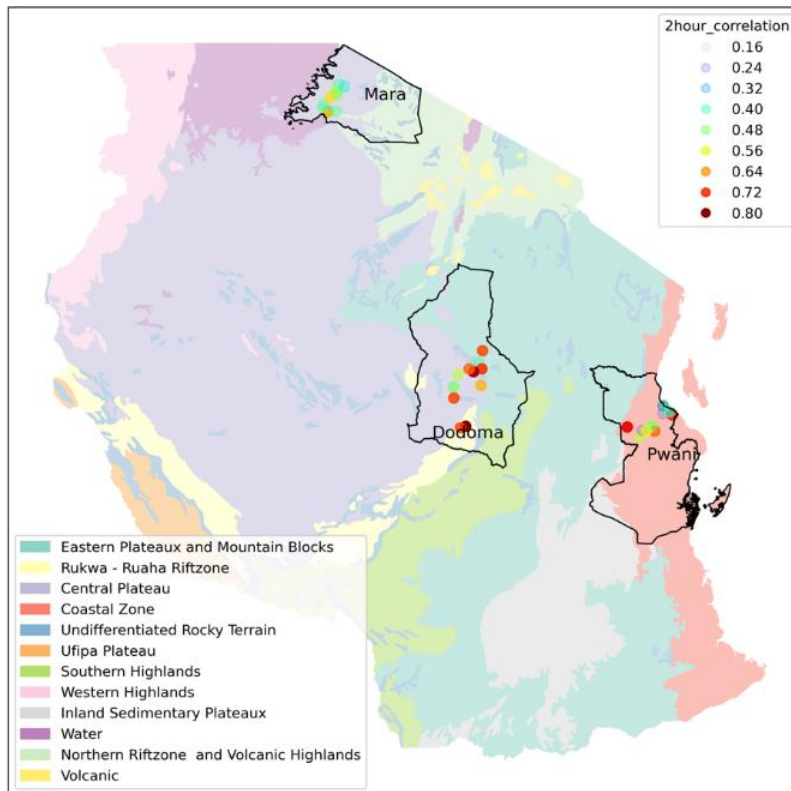 2hour_correlation
0.16
0.24
0.32
0.40
0.48
0.56
0.64
0.72
0.80
Mara
Dodoma
Pwani
Eastern Plateaux and Mountain Blocks
Rukwa - Ruaha Riftzone
Central Plateau
Coastal Zone
Undifferentiated Rocky Terrain
Ufipa Plateau
Southern Highlands
Western Highlands
Inland Sedimentary Plateaux
Water
Northern Riftzone  and Volcanic Highlands
Volcanic